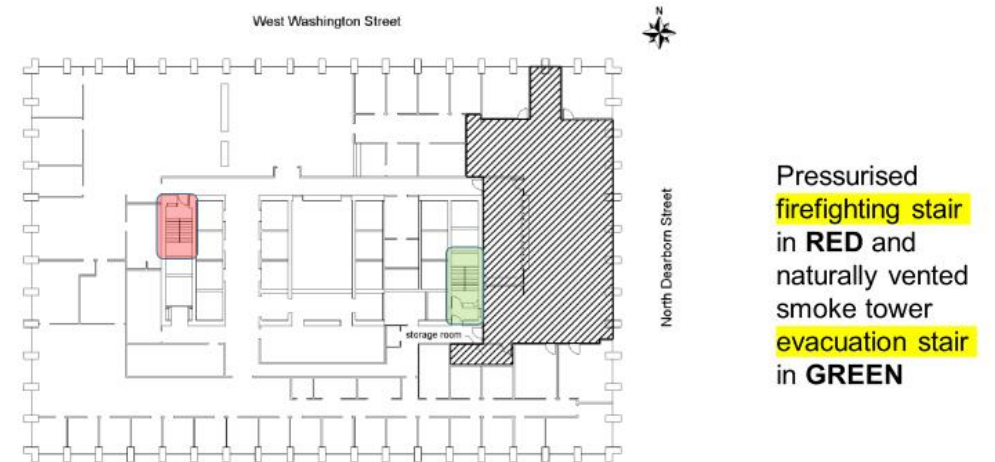 West Washington Street
N
North Dearborn Street
storage room
Pressurised
firefighting stair
in RED and
naturally vented
smoke tower
evacuation stair
in GREEN